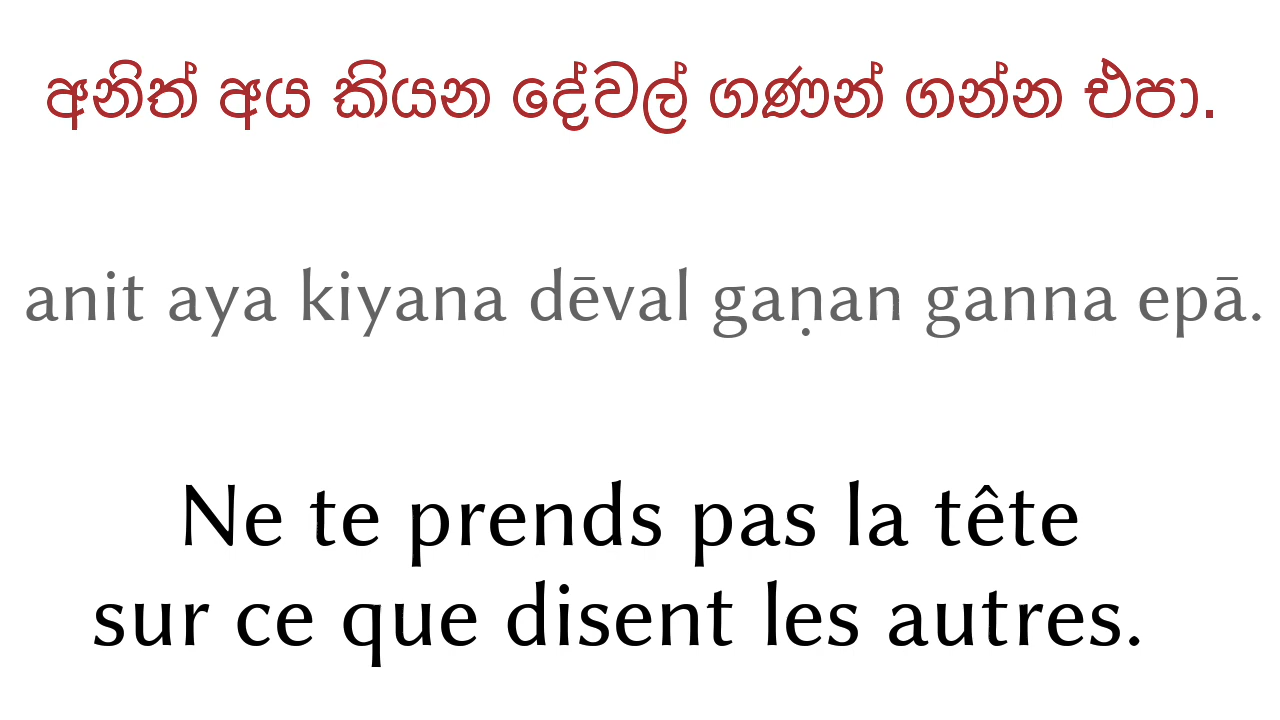 අනිත් අය කියන දේවල් ගණන් ගන්න එපා.
anit aya kiyana dēval gaṇan ganna epā.
Ne te prends pas la tête
sur ce que disent les autres.